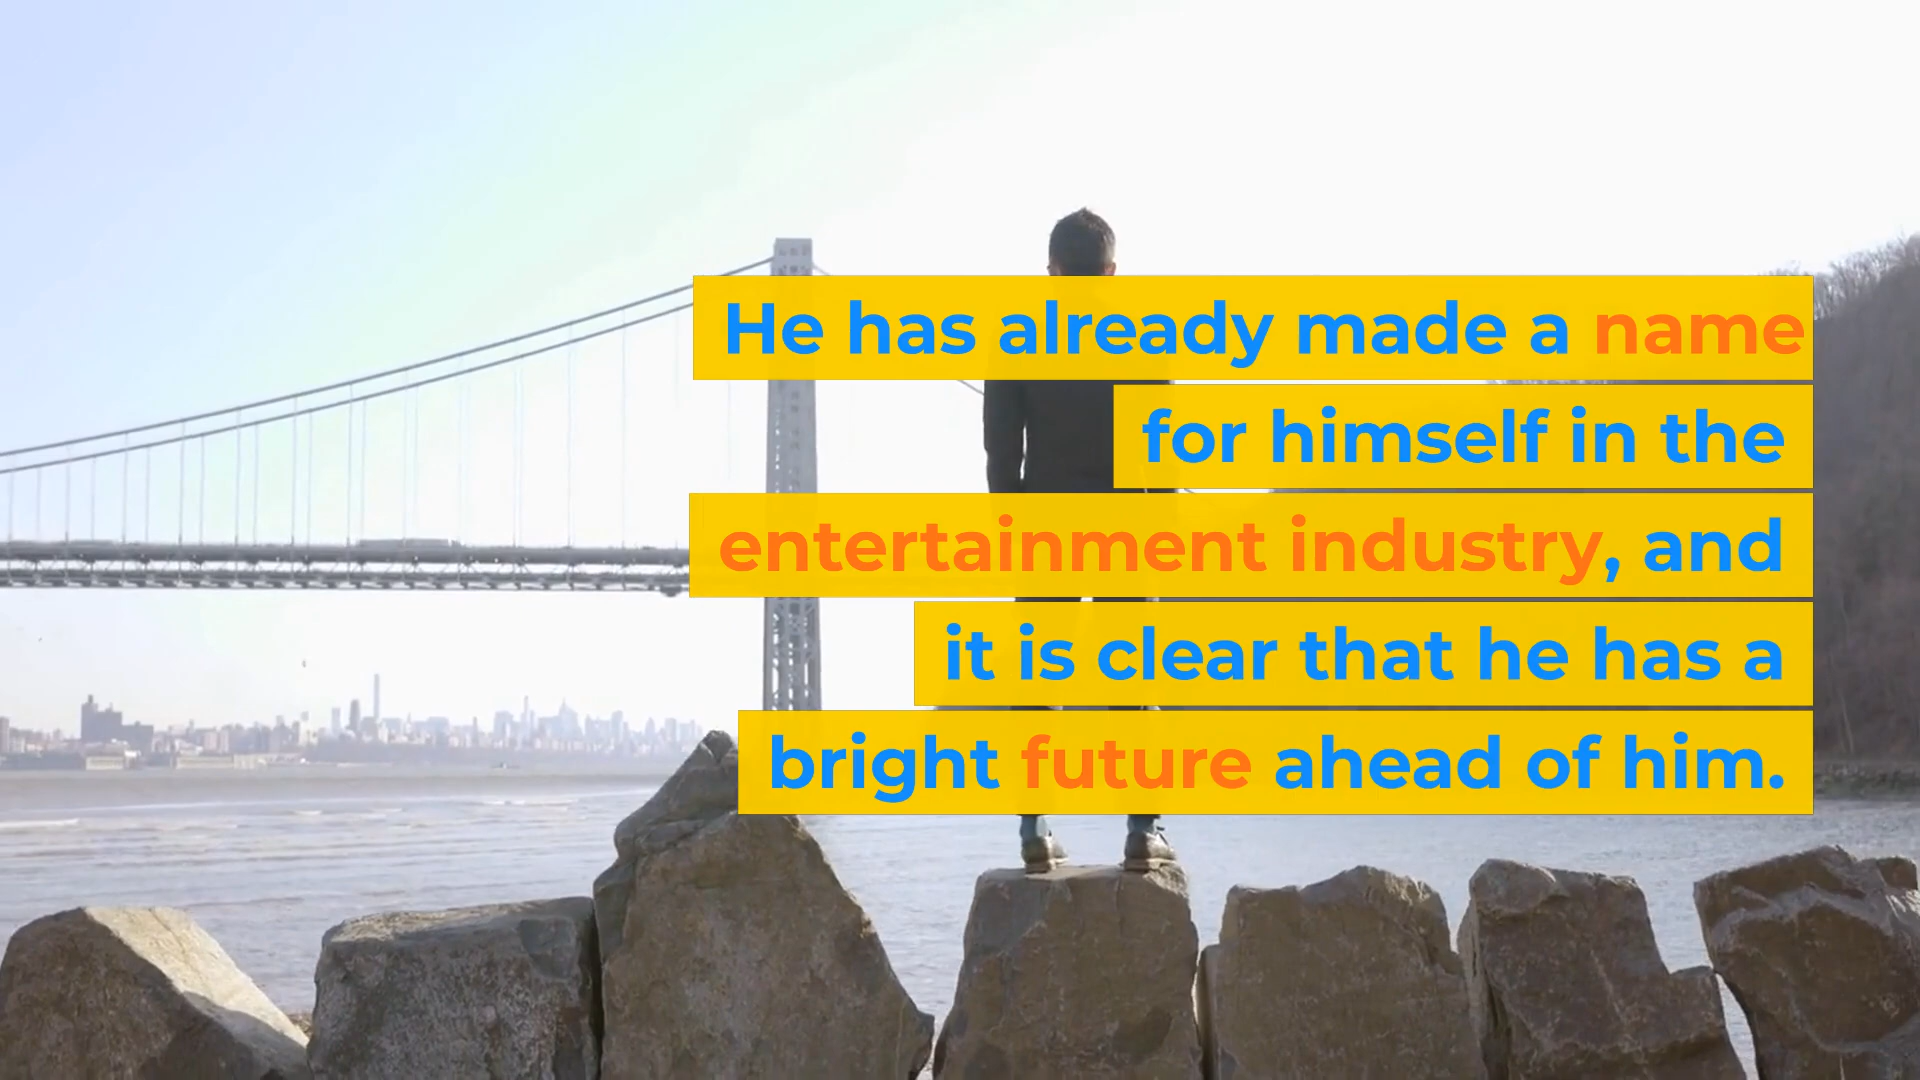 He has already made a name
for himself in the
entertainment industry, and
it is clear that he has a
bright future ahead of him.